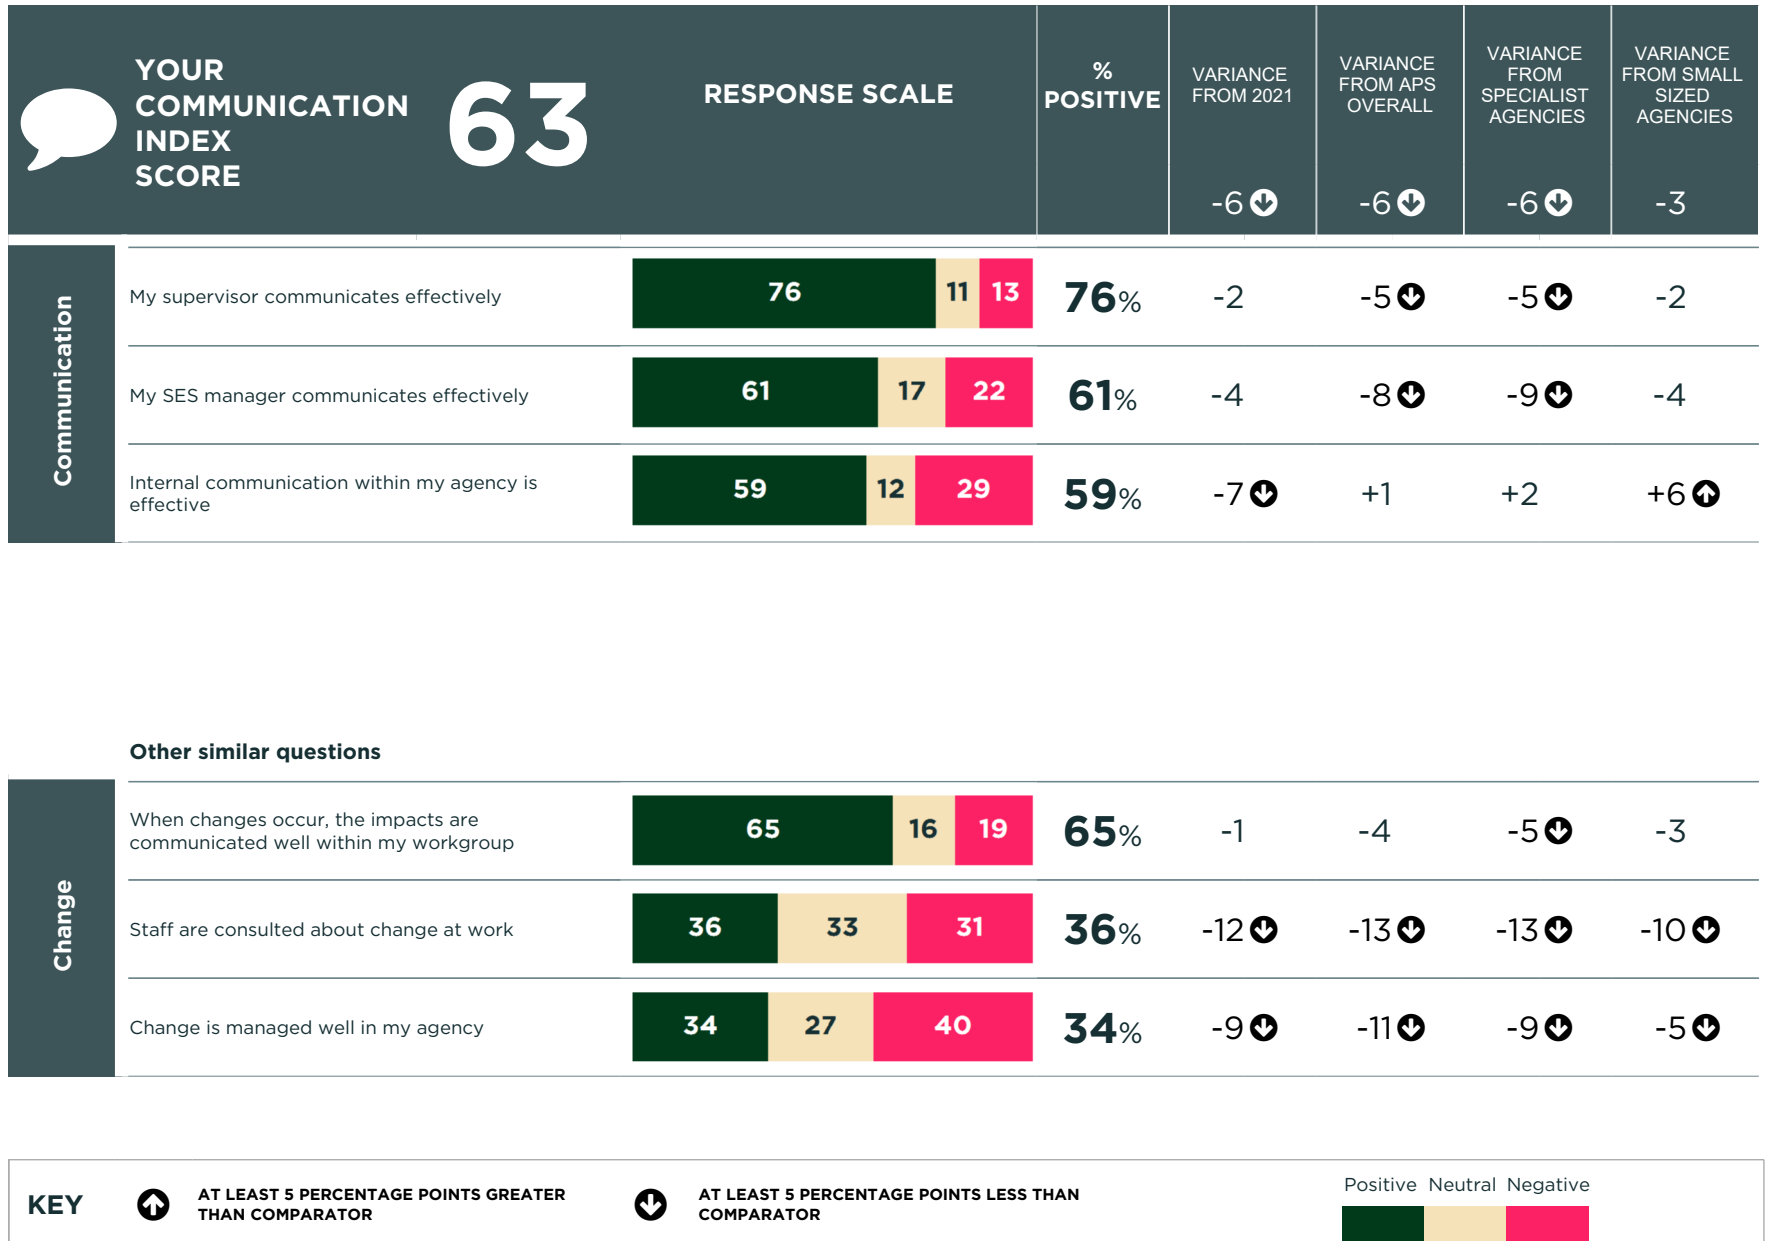 YOUR
COMMUNICATION
INDEX
SCORE
63
RESPONSE SCALE
%
POSITIVE
VARIANCE
FROM 2021
-6
VARIANCE
FROM APS
OVERALL
-6
VARIANCE
FROM
SPECIALIST
AGENCIES
-6
VARIANCE
FROM SMALL
SIZED
AGENCIES
-3
Communication
My supervisor communicates effectively
76 11 13
76% -2 -5 -5 -2
My SES manager communicates effectively
61 17 22
61% -4 -8 -9 -4
Internal communication within my agency is
effective
59 12 29
59% -7 +1 +2 +6
Other similar questions
Change
When changes occur, the impacts are
communicated well within my workgroup
65 16 19
65% -1 -4 -5 -3
Staff are consulted about change at work
36 33 31
36% -12 -13 -13 -10
Change is managed well in my agency
34 27 40
34% -9 -11 -9 -5
KEY
AT LEAST 5 PERCENTAGE POINTS GREATER
THAN COMPARATOR
AT LEAST 5 PERCENTAGE POINTS LESS THAN
COMPARATOR
Positive Neutral Negative